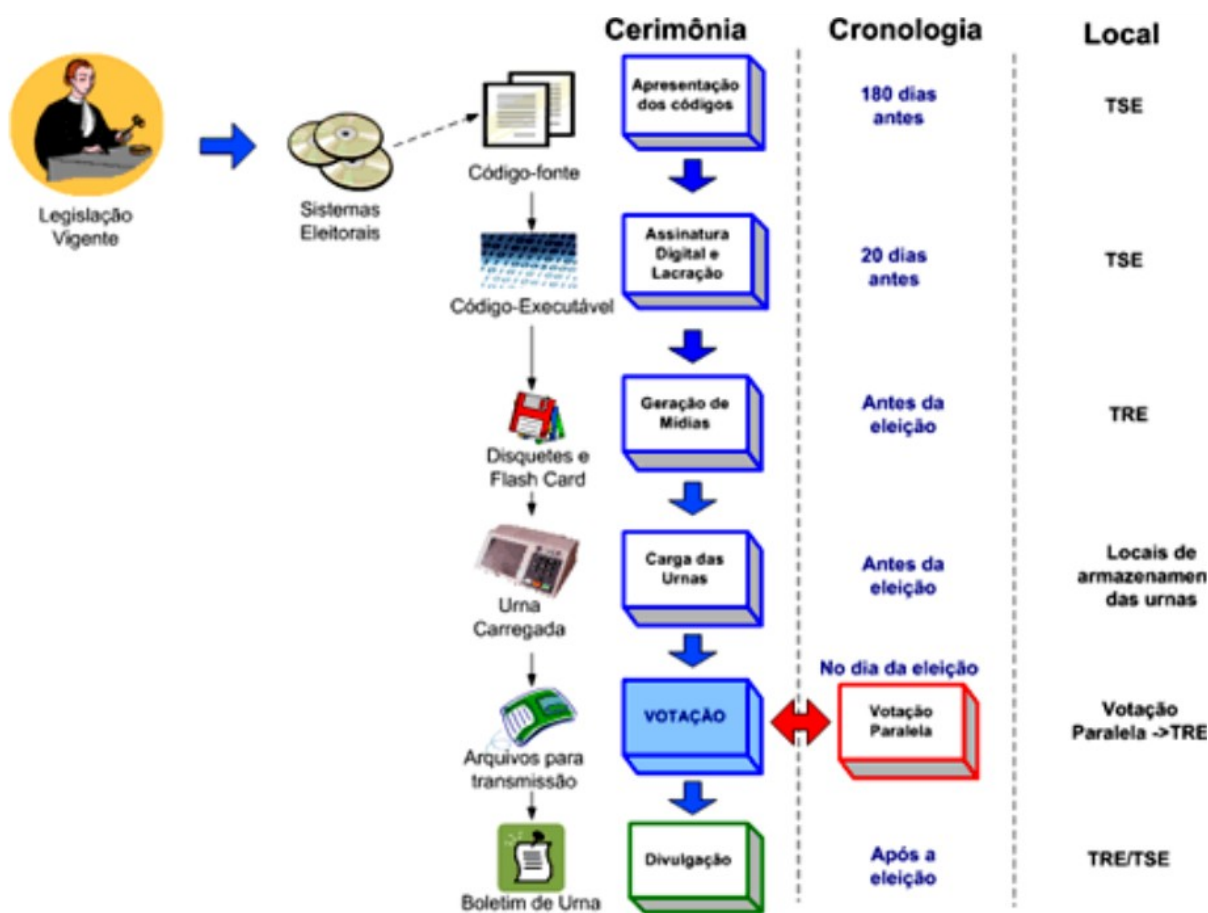 Cerimônia
Cronologia
Local
Legislação
Vigente
Sistemas
Eleitorais
Código-fonte
Apresentação
dos códigos
180 dias
antes
TSE
Código-Executável
Assinatura
Digital e
Lacração
20 dias
antes
TSE
Disquetes e
Flash Card
Geração de
Mídias
Antes da
eleição
TRE
Urna
Carregada
Carga das
Urnas
Antes da
eleição
Locais de
armazenamen
das urnas
Arquivos para
transmissão
VOTAÇÃO
No dia da eleição
Votação
Paralela
Votação
Paralela ->TRE
Boletim de Urna
Divulgação
Após a
eleição
TRE/TSE